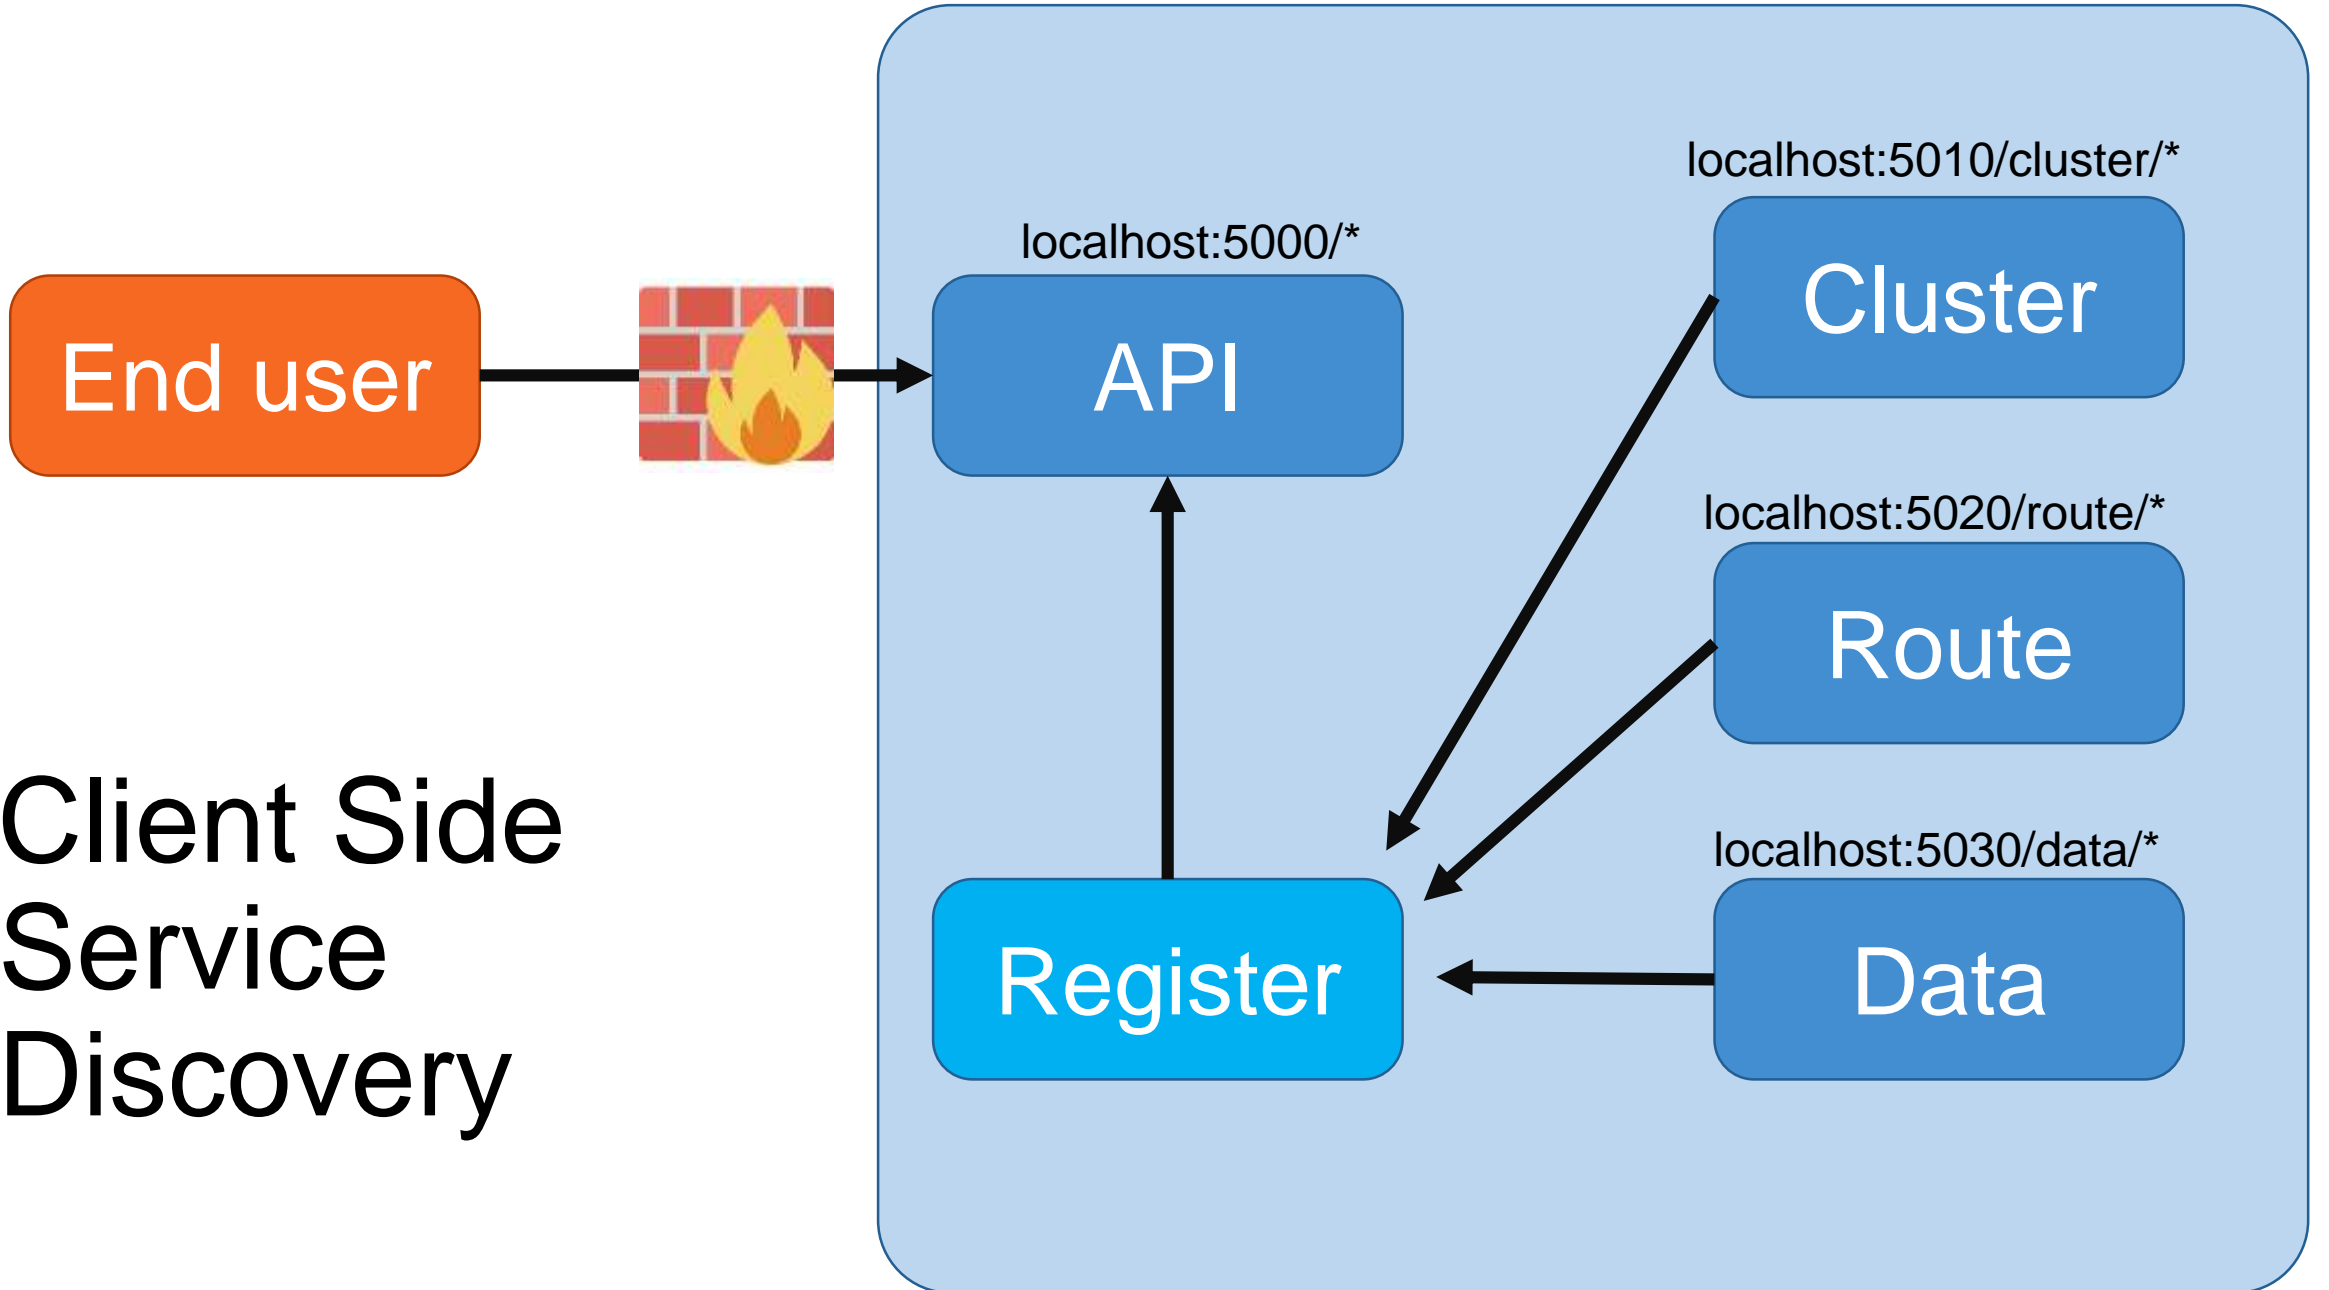 localhost:5010/cluster/*
localhost:5000/*
Cluster
End user
API
localhost:5020/route/*
Route
Client Side
Service
Discovery
localhost:5030/data/*
Register
Data